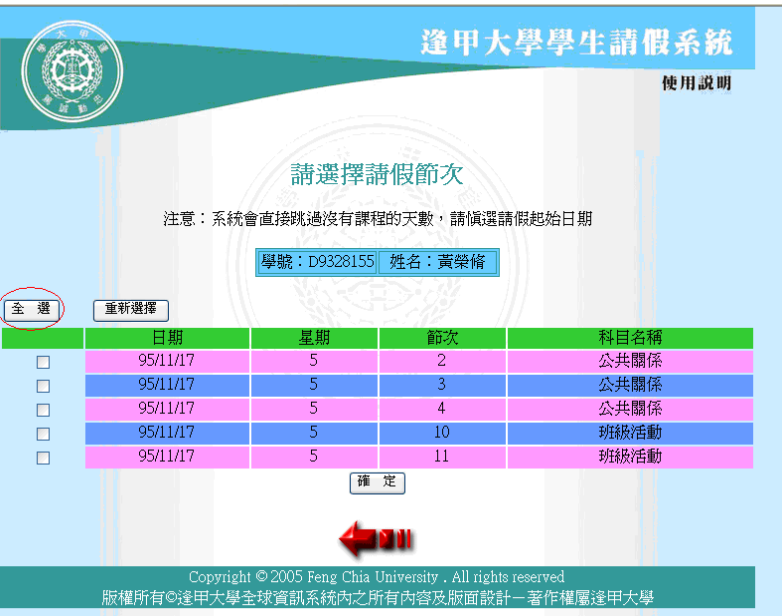 逢甲大學學生請假系統
使用説明
請選擇請假節次
注意：系統會直接跳過沒有課程的天數，請慎選請假起始日期
學號：D9328155 姓名：黃榮脩
全 選 重新選擇
日期 星期 節次 科目名稱
95/11/17 5 2 公共關係
95/11/17 5 3 公共關係
95/11/17 5 4 公共關係
95/11/17 5 10 班級活動
95/11/17 5 11 班級活動
確 定
Copyright © 2005 Feng Chia University . All rights reserved
版權所有©逢甲大學全球資訊系統內之所有內容及版面設計－著作權屬逢甲大學